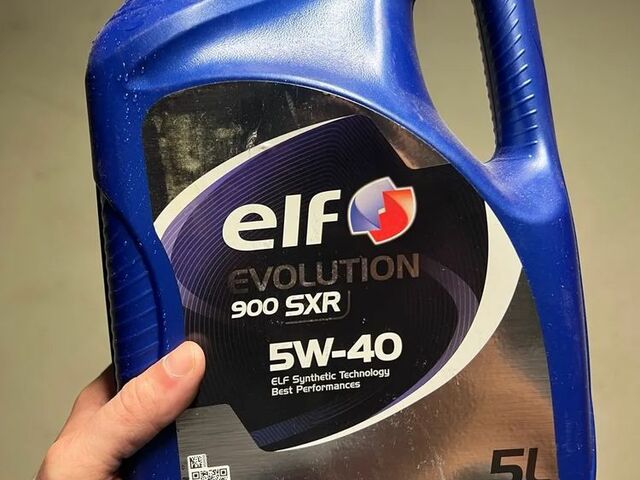 elf
EVOLUTION
900 SXR
5W-40
ELF Synthetic Technology
Best Performances
5L